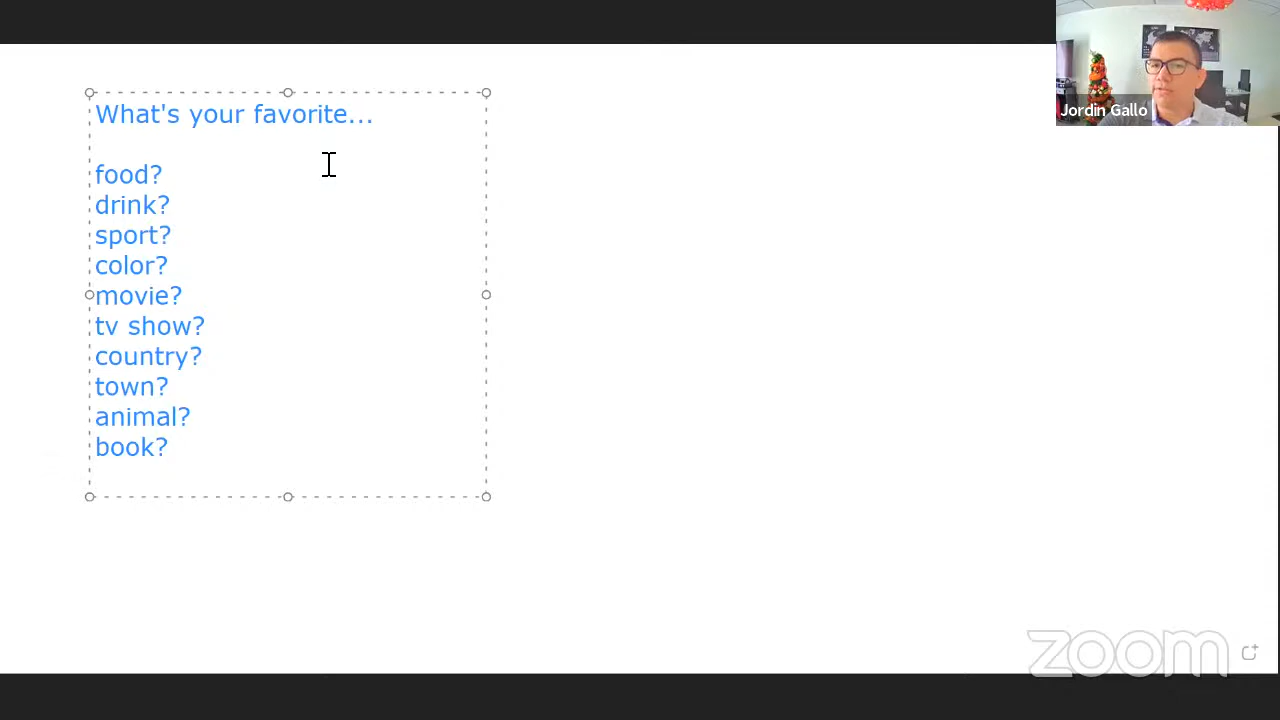 What's your favorite...
food?
drink?
sport?
color?
movie?
tv show?
country?
town?
animal?
book?
Jordin Gallo
zoom